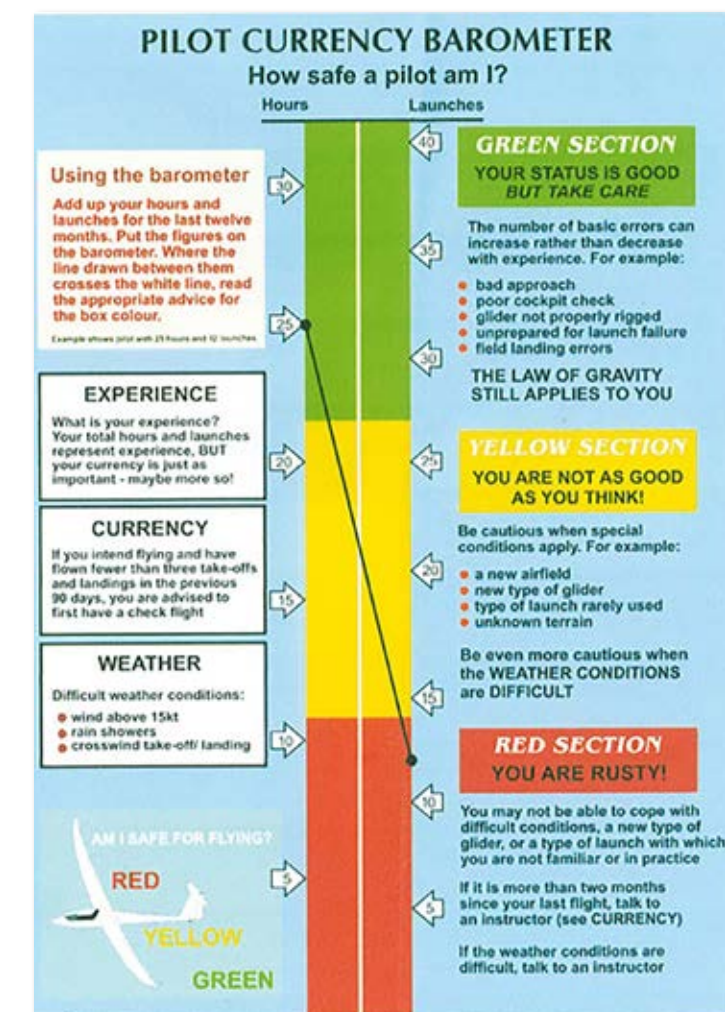 PILOT CURRENCY BAROMETER
How safe a pilot am I?
Hours
Launches
Using the barometer
Add up your hours and
launches for the last twelve
months. Put the figures on
the barometer. Where the
line drawn between them
crosses the white line, read
the appropriate advice for
the box colour.
Example shows pilot with 25 hours and 12 launches
EXPERIENCE
What is your experience?
Your total hours and launches
represent experience, BUT
your currency is just as
important - maybe more so!
CURRENCY
If you intend flying and have
flown fewer than three take-offs
and landings in the previous
90 days, you are advised to
first have a check flight
WEATHER
Difficult weather conditions:
wind above 15kt
rain showers
crosswind take-off/ landing
AM I SAFE FOR FLYING?
RED
YELLOW
GREEN
30
25
20
15
10
5
40
35
30
25
20
15
10
5
GREEN SECTION
YOUR STATUS IS GOOD
BUT TAKE CARE
The number of basic errors can
increase rather than decrease
with experience. For example:
bad approach
poor cockpit check
glider not properly rigged
unprepared for launch failure
field landing errors
THE LAW OF GRAVITY
STILL APPLIES TO YOU
YELLOW SECTION
YOU ARE NOT AS GOOD
AS YOU THINK!
Be cautious when special
conditions apply. For example:
a new airfield
new type of glider
type of launch rarely used
unknown terrain
Be even more cautious when
the WEATHER CONDITIONS
are DIFFICULT
RED SECTION
YOU ARE RUSTY!
You may not be able to cope with
difficult conditions, a new type of
glider, or a type of launch with which
you are not familiar or in practice
If it is more than two months
since your last flight, talk to
an instructor (see CURRENCY)
If the weather conditions are
difficult, talk to an instructor